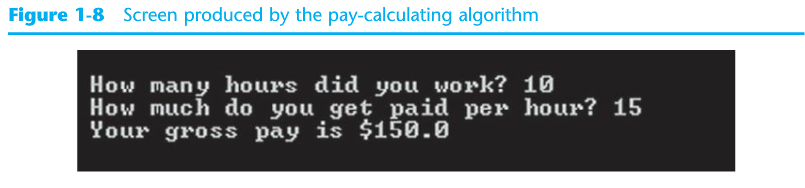 Figure 1-8 Screen produced by the pay-calculating algorithm
How many hours did you work? 10
How much do you get paid per hour? 15
Your gross pay is $150.0